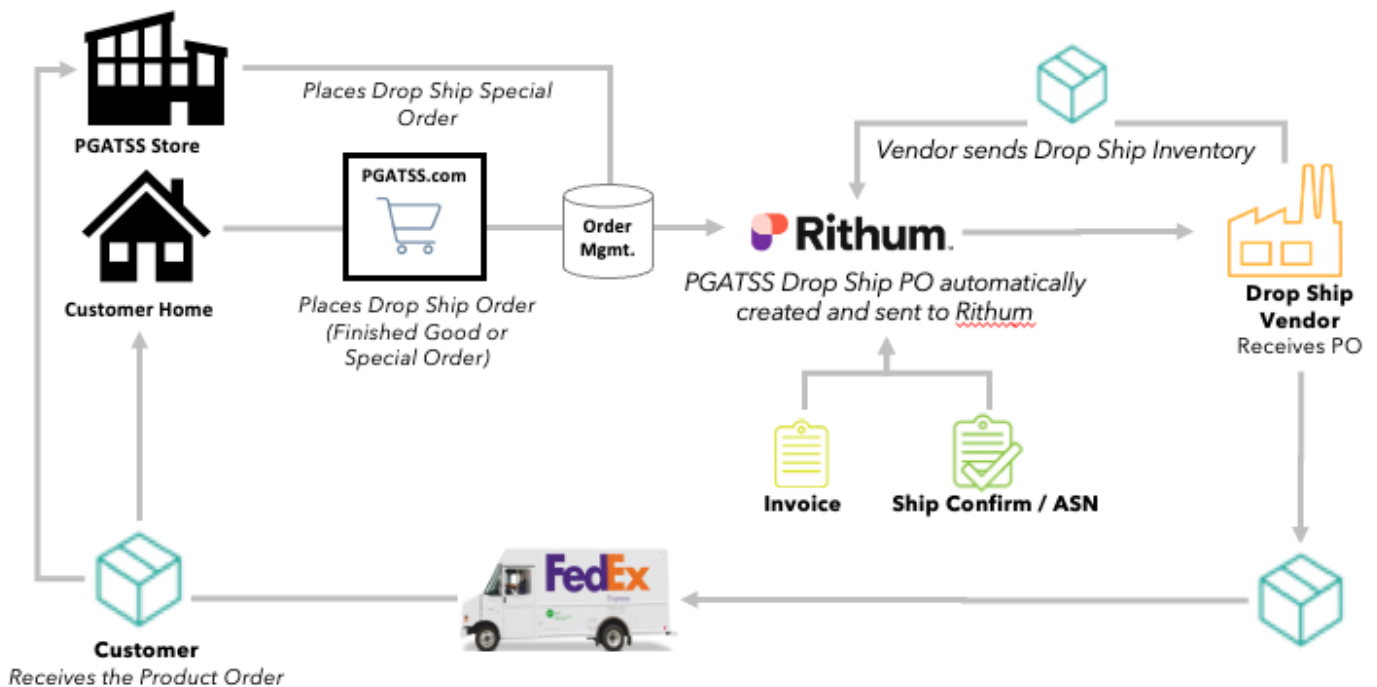 Places Drop Ship Special
Order
PGATSS Store
Vendor sends Drop Ship Inventory
PGATSS.com
Order
Mgmt.
Rithum.
PGATSS Drop Ship PO automatically
created and sent to Rithum
Customer Home
Places Drop Ship Order
(Finished Good or
Special Order)
Drop Ship
Vendor
Receives PO
Invoice
Ship Confirm / ASN
FedEx
Express
Customer
Receives the Product Order